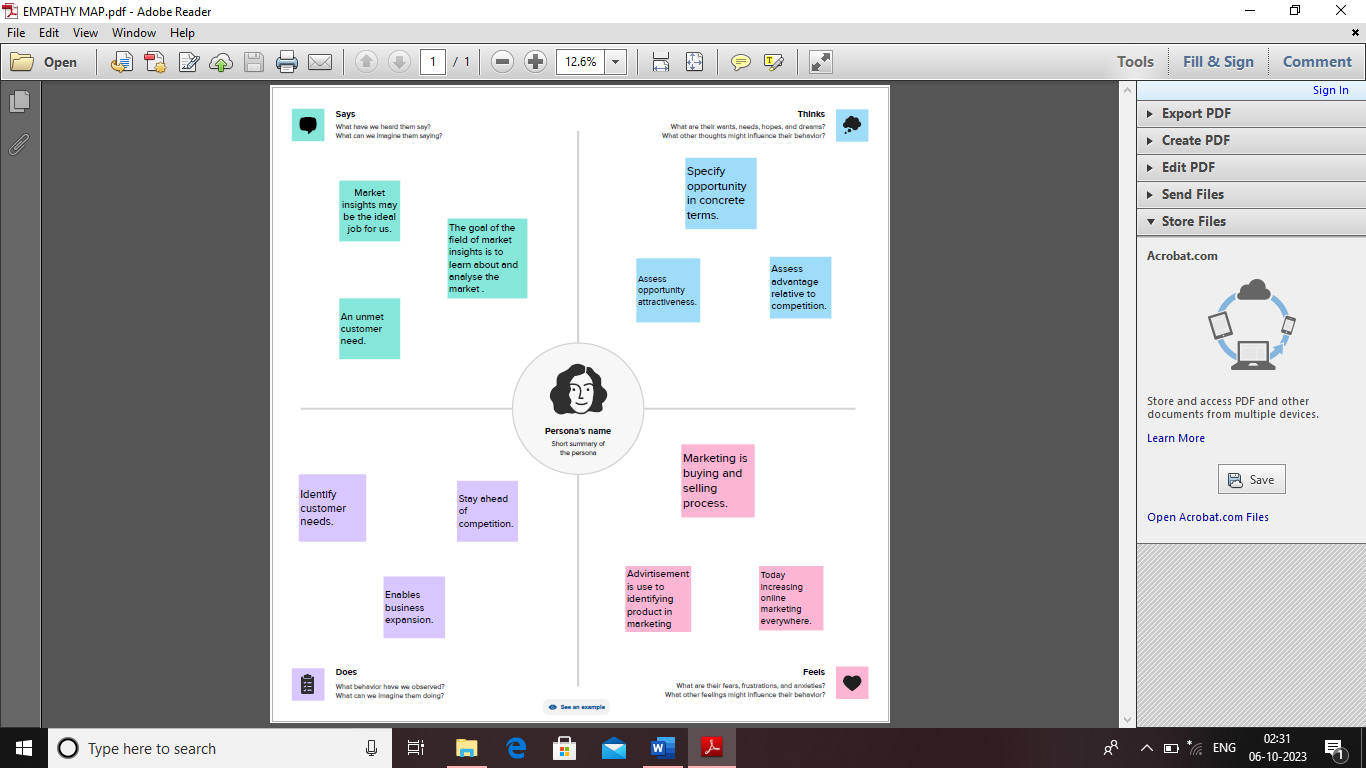 EMPATHY MAP.pdf - Adobe Reader
File Edit View Window Help
Open
1 / 1
12.6%
Tools Fill & Sign Comment
Sign In
Export PDF
Create PDF
Edit PDF
Send Files
Store Files
Acrobat.com
Store and access PDF and other
documents from multiple devices.
Learn More
Save
Open Acrobat.com Files
Says
What have we heard them say?
What can we imagine them saying?
Market
insights may
be the ideal
job for us.
The goal of the
field of market
insights is to
learn about and
analyse the
market .
An unmet
customer
need.
Thinks
What are their wants, needs, hopes, and dreams?
What other thoughts might influence their behavior?
Specify
opportunity
in concrete
terms.
Assess
opportunity
attractiveness.
Assess
advantage
relative to
competition.
Persona's name
Short summary of
the persona
Identify
customer
needs.
Stay ahead
of
competition.
Enables
business
expansion.
Does
What behavior have we observed?
What can we imagine them doing?
Marketing is
buying and
selling
process.
Advirtisement
is use to
identifying
product in
marketing
Today
increasing
online
marketing
everywhere.
Feels
What are their fears, frustrations, and anxieties?
What other feelings might influence their behavior?
See an example
Type here to search
ENG
02:31
06-10-2023
1